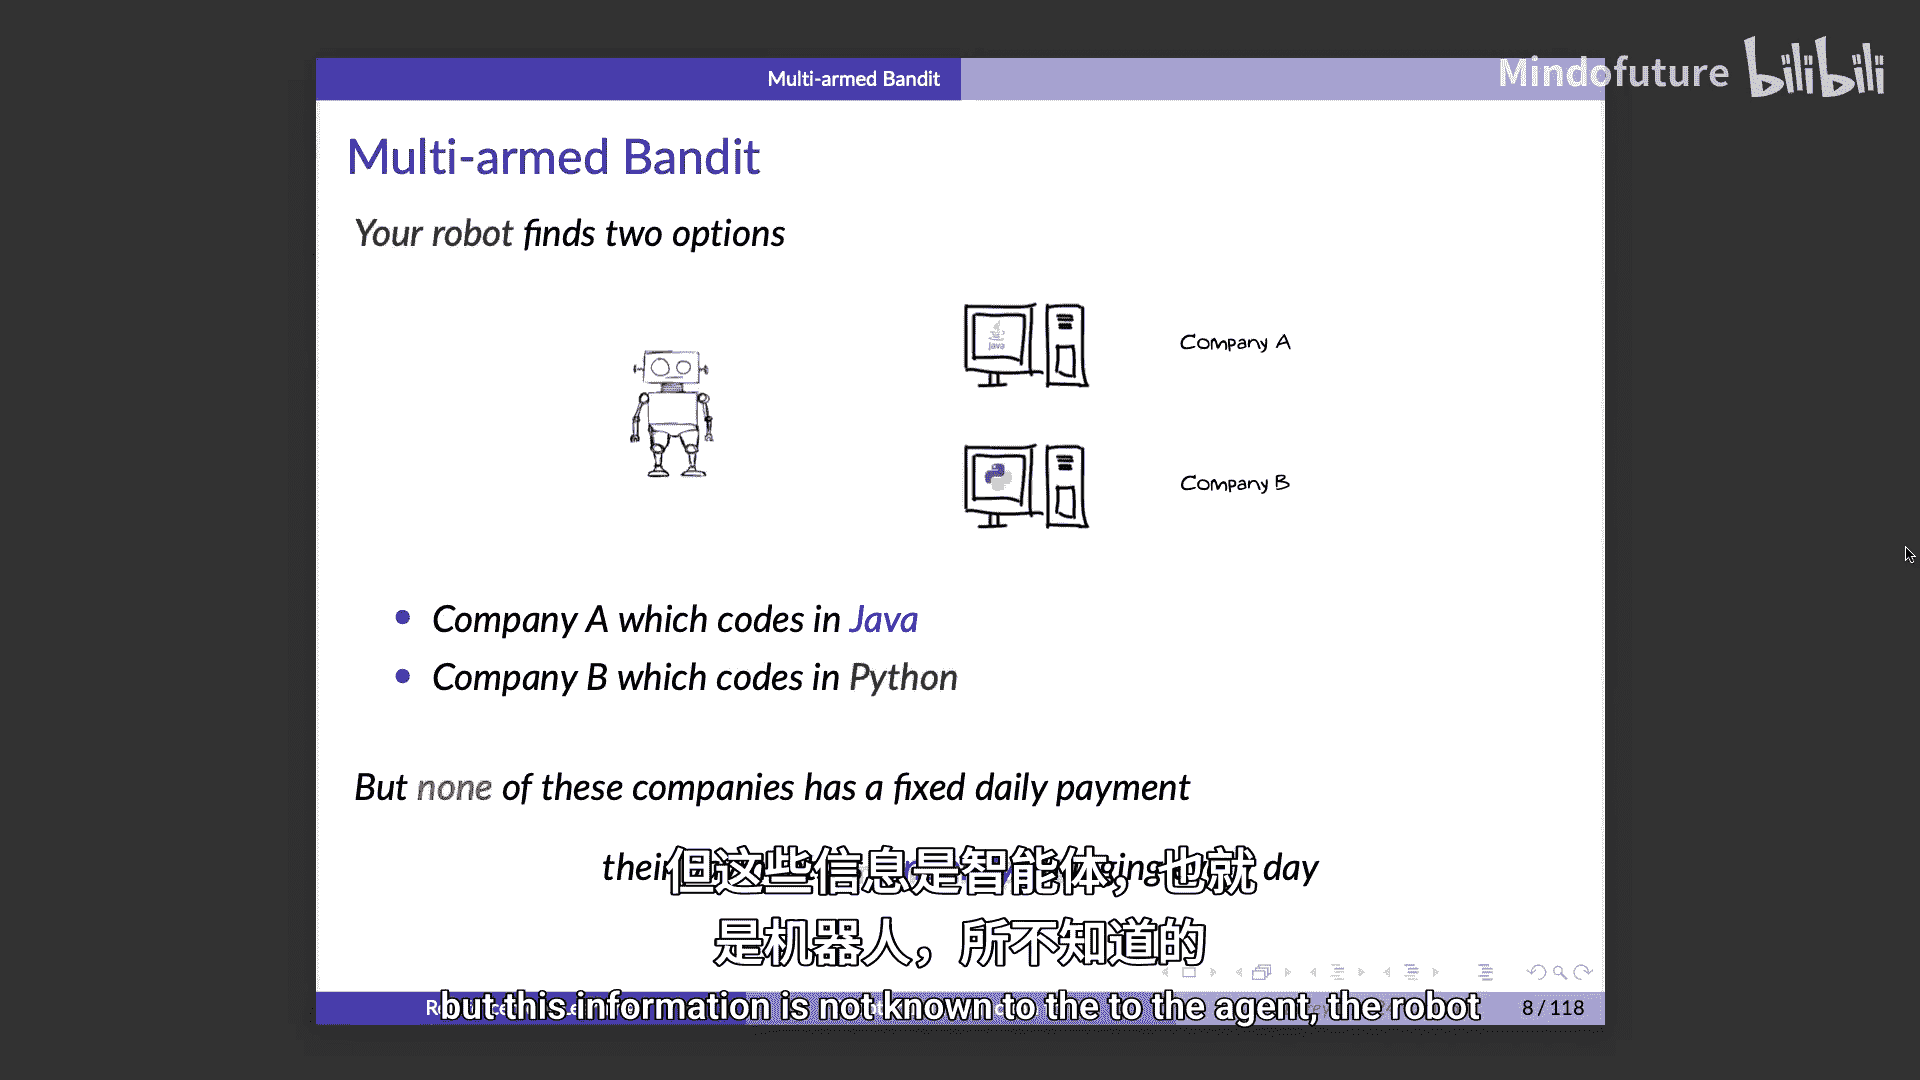 Multi-armed Bandit
Mindofuture bilibili
Multi-armed Bandit
Your robot finds two options
Java
Company A
Company B
Company A which codes in Java
Company B which codes in Python
But none of these companies has a fixed daily payment
day
但这些信息是智能体，也就
是机器人，所不知道的
but this information is not known to the to the agent, the robot
8 / 118